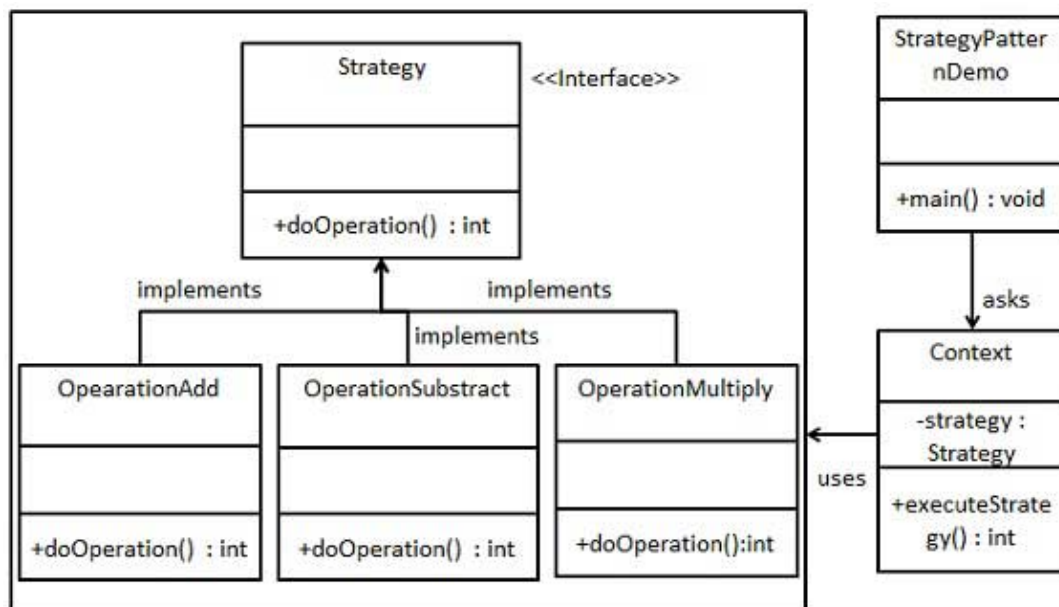 Strategy
<<Interface>>
+doOperation() : int
implements
implements
implements
OpearationAdd
+doOperation() : int
OperationSubstract
+doOperation() : int
OperationMultiply
+doOperation():int
StrategyPatter
nDemo
+main() : void
asks
Context
-strategy :
Strategy
+executeStrate
gy() : int
uses